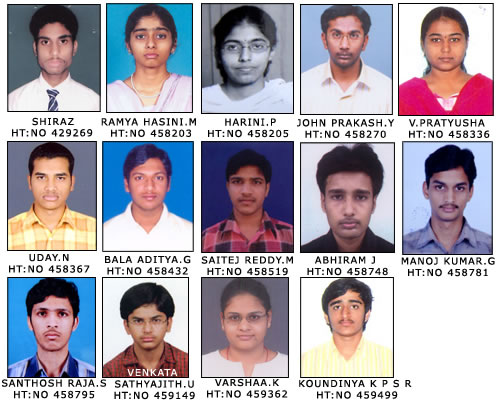 SHIRAZ
HT:NO 429269
RAMYA HASINI.M
HT:NO 458203
HARINI.P
HT:NO 458205
JOHN PRAKASH.Y
HT:NO 458270
V.PRATYUSHA
HT:NO 458336
UDAY.N
HT:NO 458367
BALA ADITYA.G
HT:NO 458432
SAITEJ REDDY.M
HT:NO 458519
ABHIRAM J
HT:NO 458748
MANOJ KUMAR.G
HT:NO 458781
SANTHOSH RAJA.S
HT:NO 458795
VENKATA
SATHYAJITH.U
HT:NO 459149
VARSHAA.K
HT:NO 459362
KOUNDINYA K P S R
HT:NO 459499